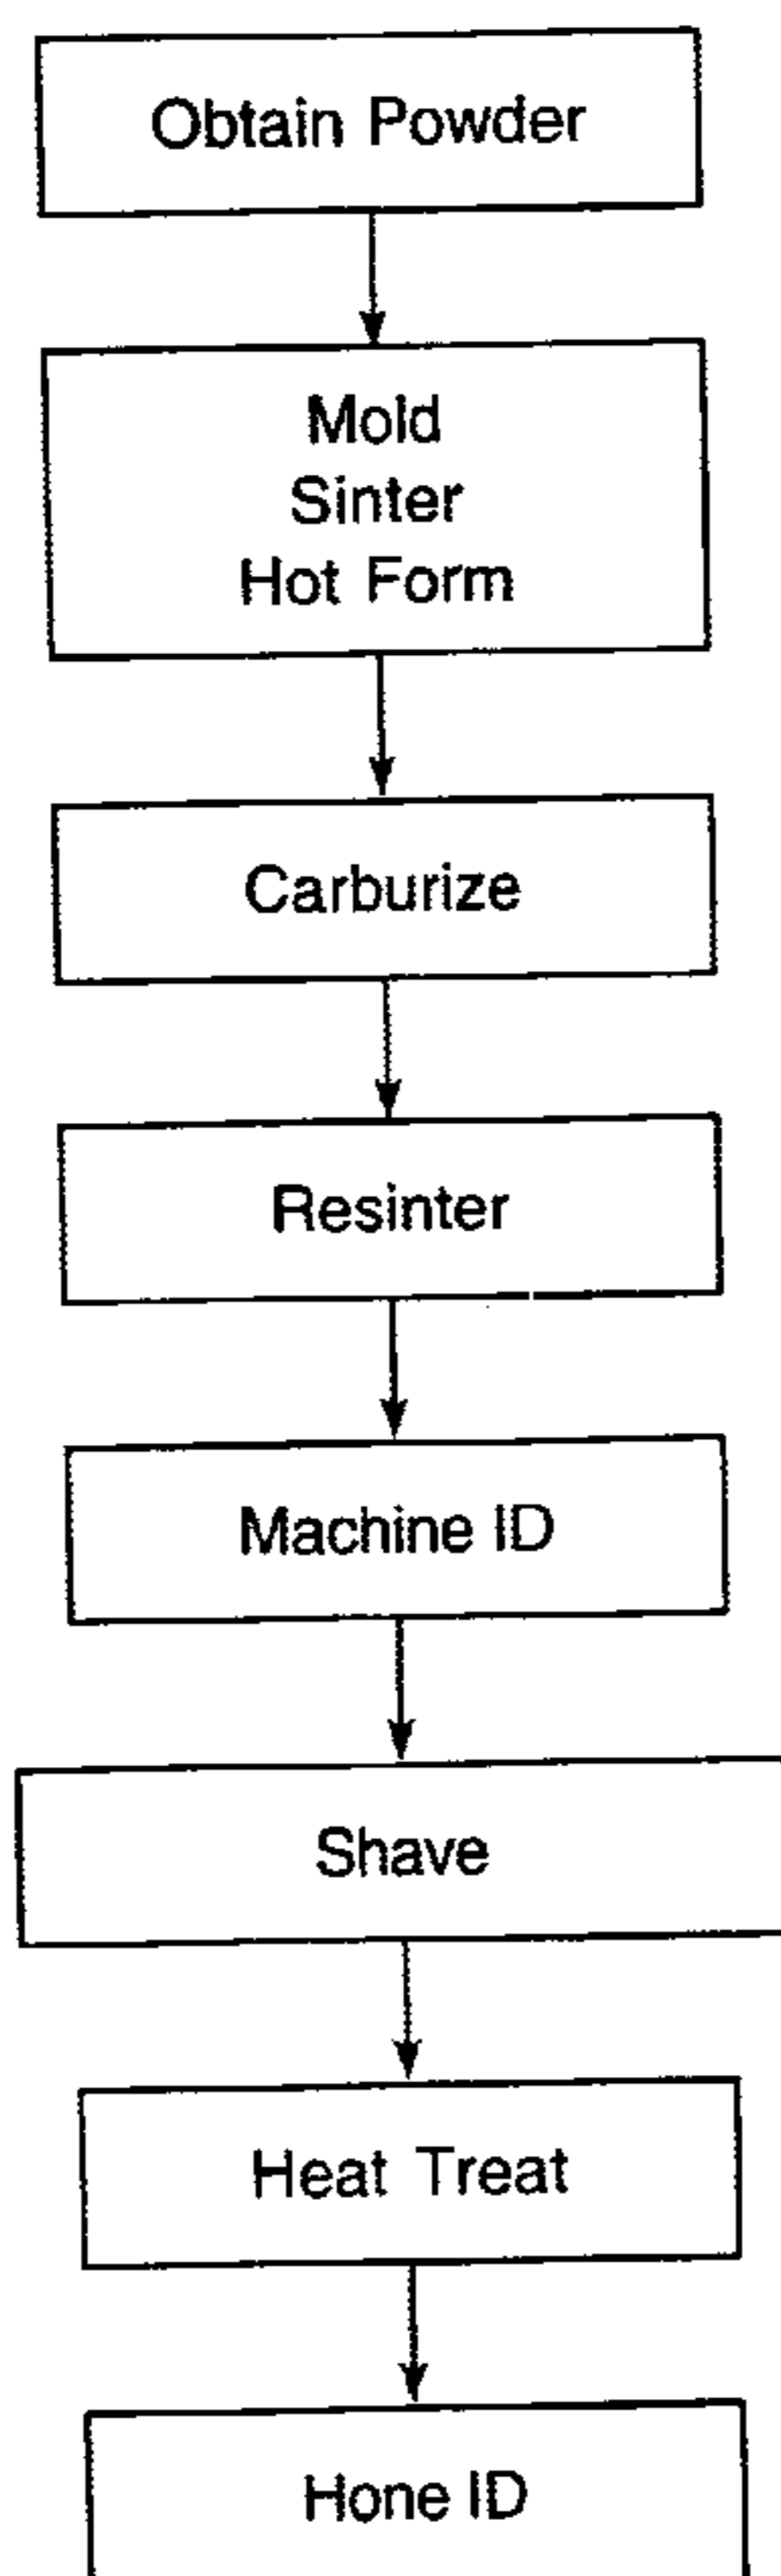 Obtain Powder
Mold
Sinter
Hot Form
Carburize
Resinter
Machine ID
Shave
Heat Treat
Hone ID